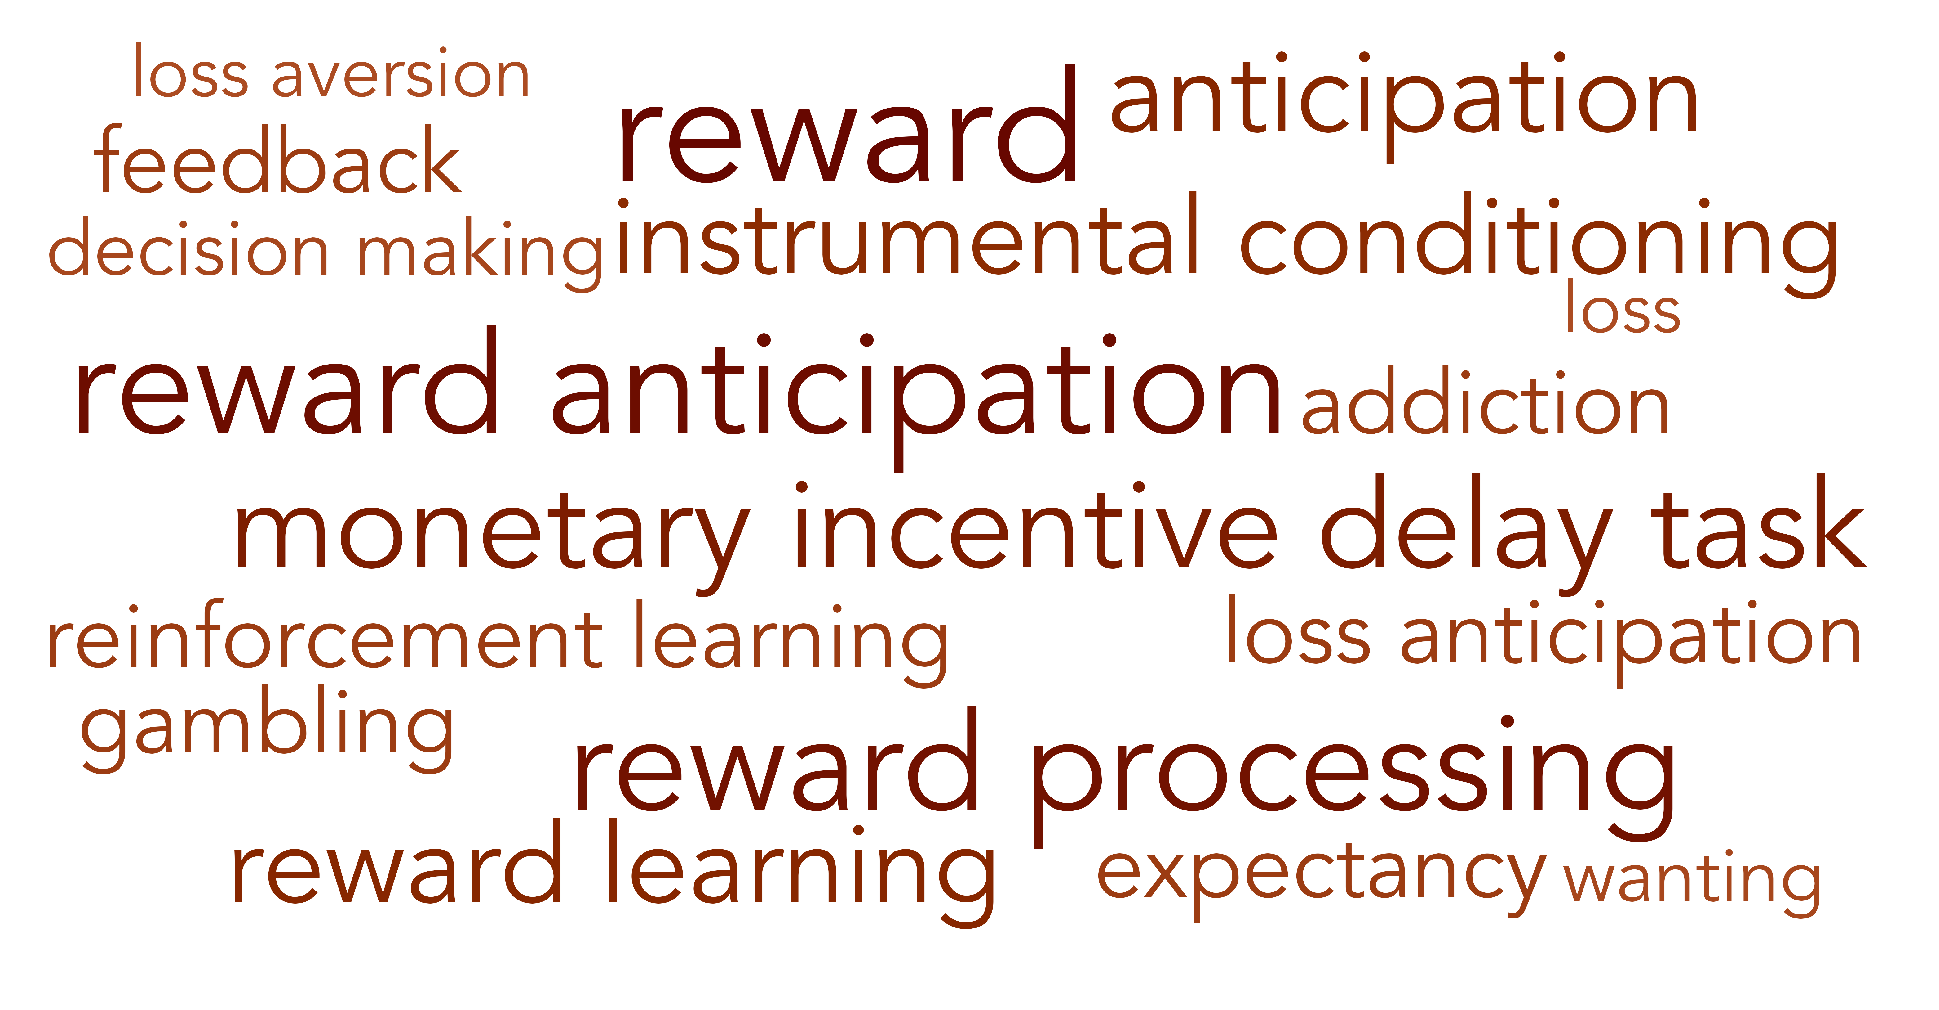 loss aversion
reward
anticipation
feedback
decision making
instrumental conditioning
loss
reward anticipation
addiction
monetary incentive delay task
reinforcement learning
loss anticipation
gambling
reward processing
reward learning
expectancy
wanting